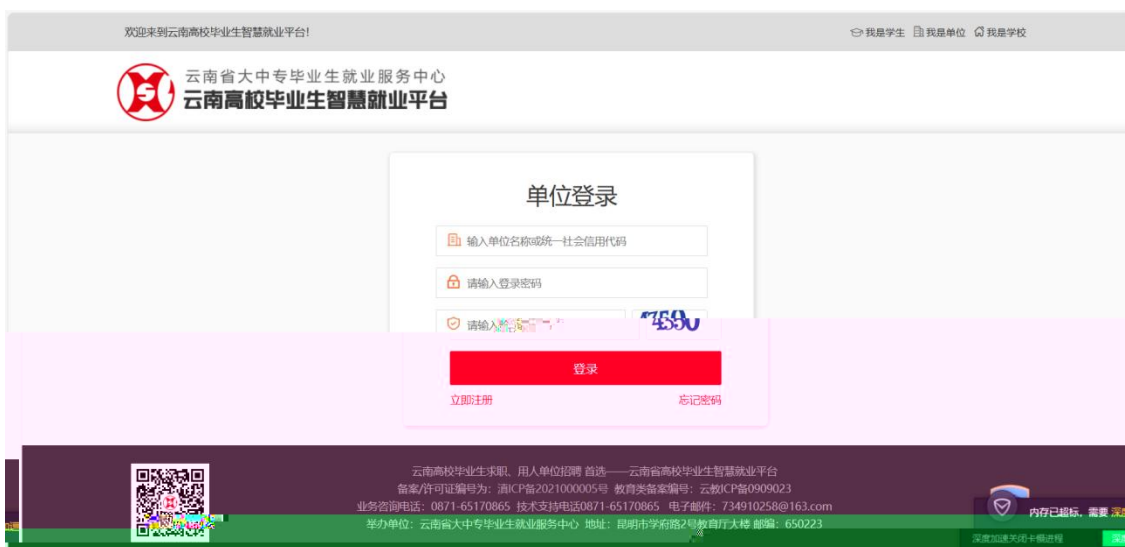 欢迎来到云南高校毕业生智慧就业平台!
我是学生 我是单位 我是学校
云南省大中专毕业生就业服务中心
云南高校毕业生智慧就业平台
单位登录
输入单位名称或统一社会信用代码
请输入登录密码
请输入
登录
立即注册 忘记密码
云南高校毕业生求职、用人单位招聘 首选——云南省高校毕业生智慧就业平台
备案/许可证编号为：滇ICP备2021000005号 教育类备案编号：云教ICP备0909023
业务咨询电话：0871-65170865 技术支持电话0871-65170865 电子邮件：734910258@163.com
举办单位：云南省大中专毕业生就业服务中心 地址：昆明市学府路2号教育厅大楼 邮编：650223
内存已超标，需要
深度加速关闭卡慢进程